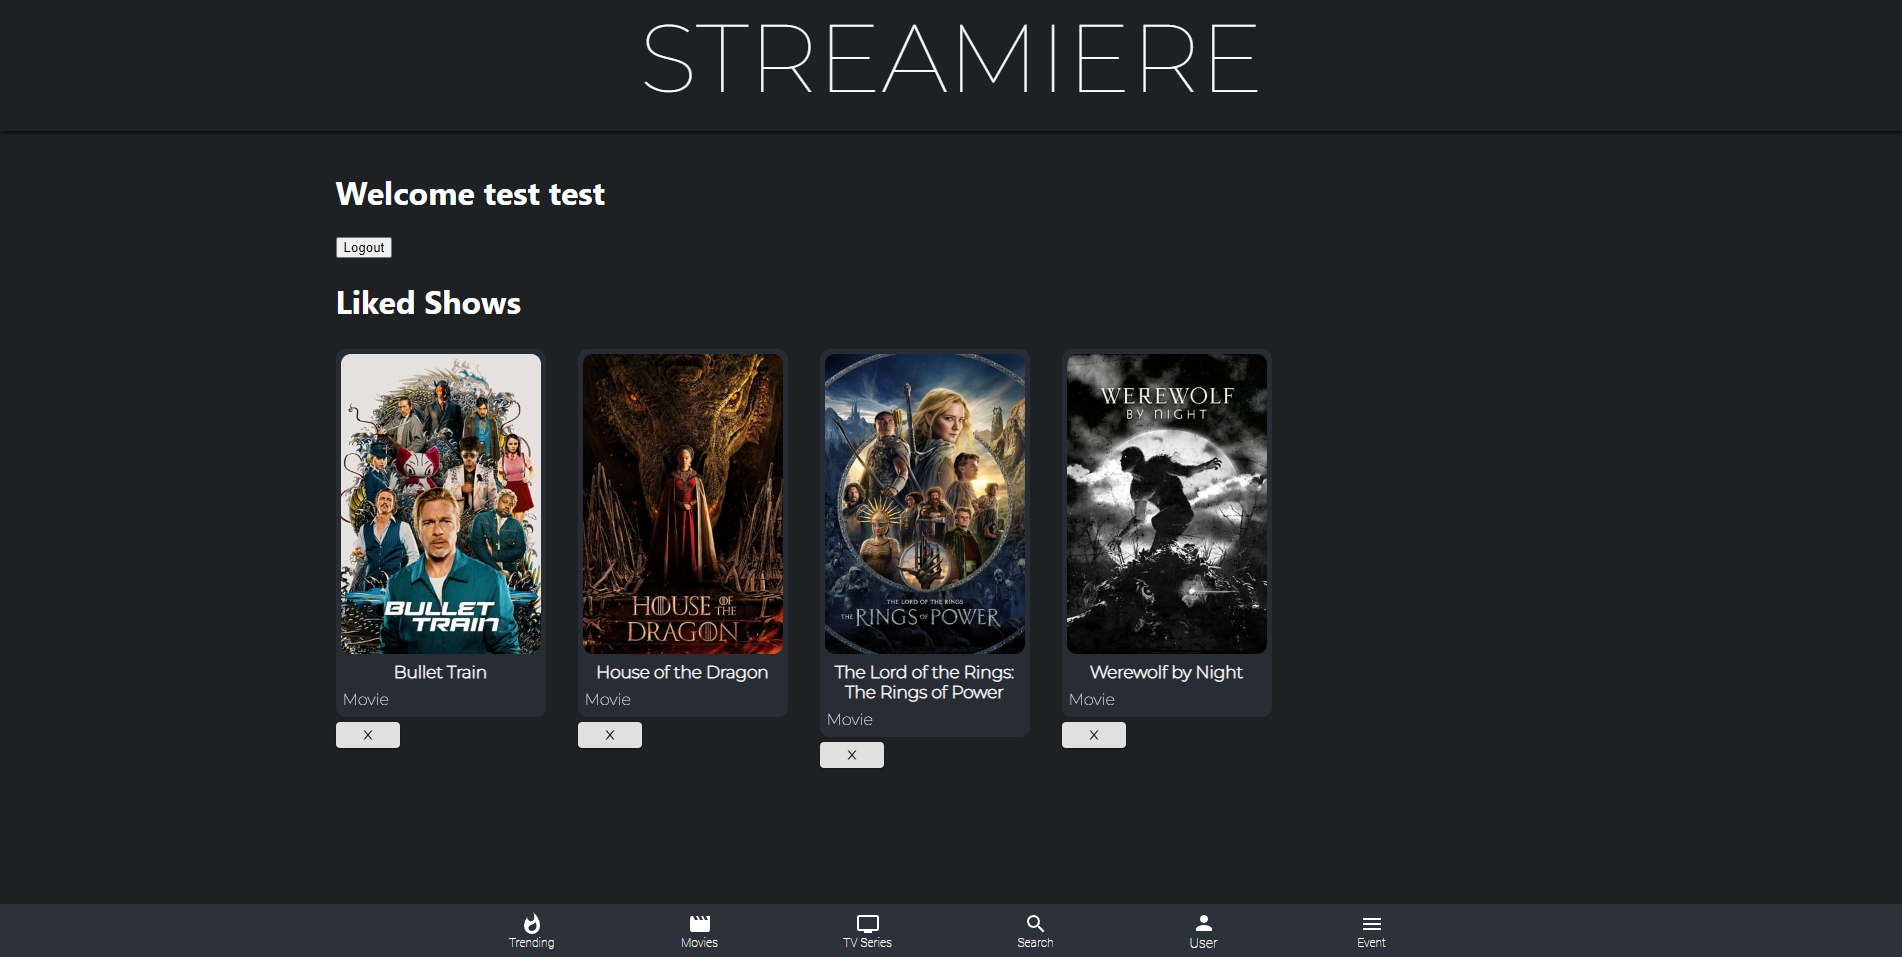 STREAMIERE
Welcome test test
Logout
Liked Shows
BULLET
TRAIN
HOUSE OF THE
DRAGON
THE LORD OF THE RINGS
THE RINGS OF POWER
WEREWOLF
BY NIGHT
Bullet Train
Movie
X
House of the Dragon
Movie
X
The Lord of the Rings:
The Rings of Power
Movie
X
Werewolf by Night
Movie
X
Trending
Movies
TV Series
Search
User
Event